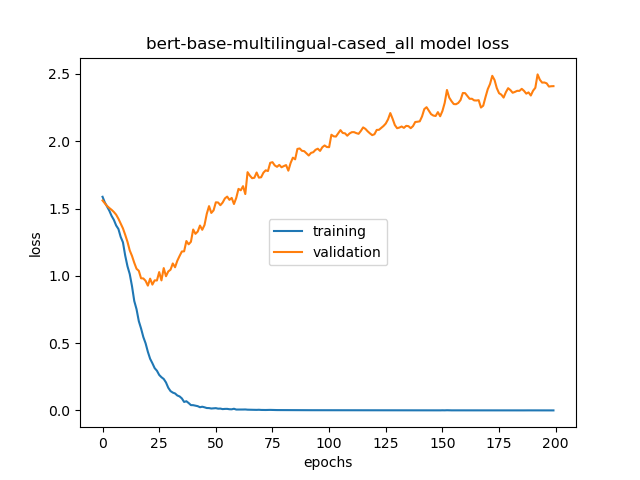 bert-base-multilingual-cased_all model loss
2.5
2.0
1.5
1.0
0.5
0.0
loss
training
validation
0 25 50 75 100 125 150 175 200
epochs